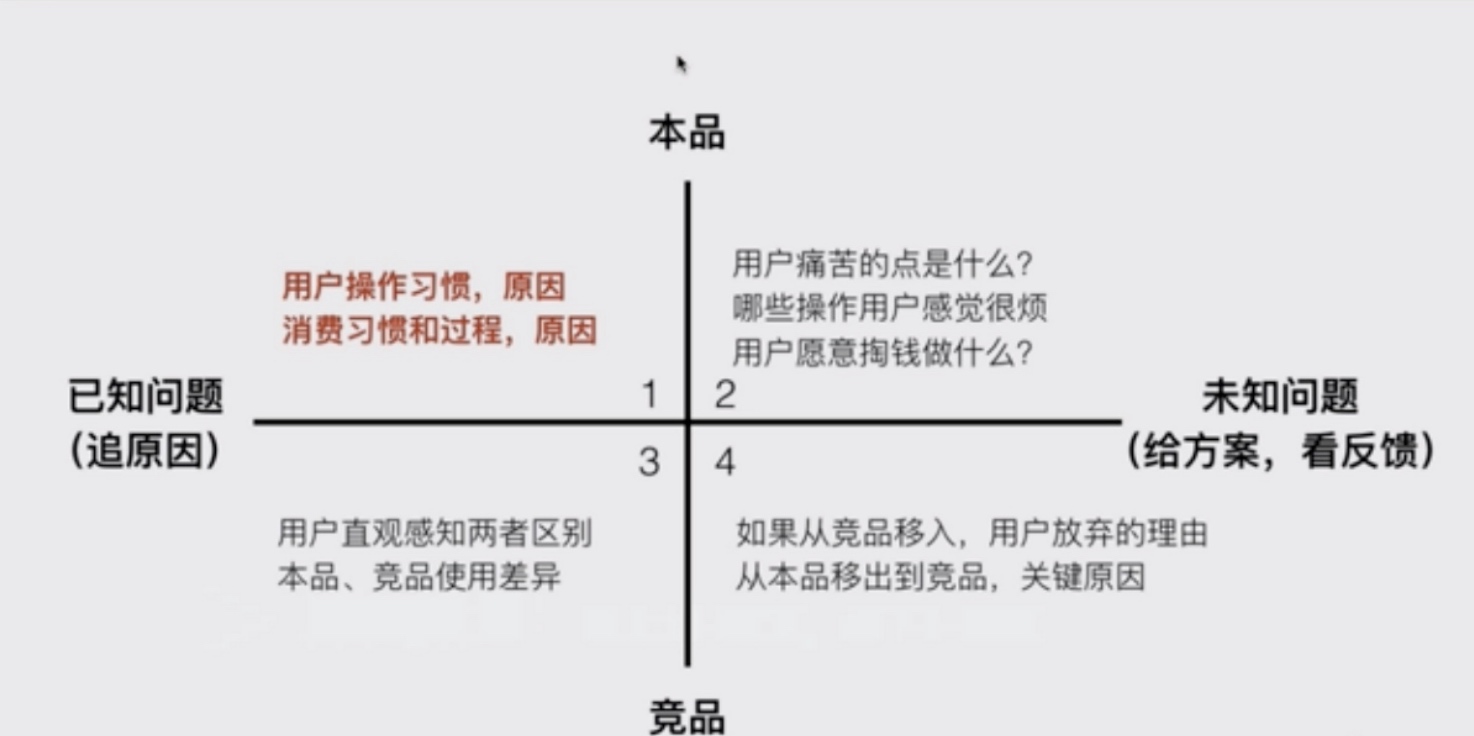 本品
用户操作习惯，原因
消费习惯和过程，原因
用户痛苦的点是什么？
哪些操作用户感觉很烦
用户愿意掏钱做什么？
已知问题
（追原因）
1
2
未知问题
（给方案，看反馈）
3
4
用户直观感知两者区别
本品、竞品使用差异
如果从竞品移入，用户放弃的理由
从本品移出到竞品，关键原因
竞品